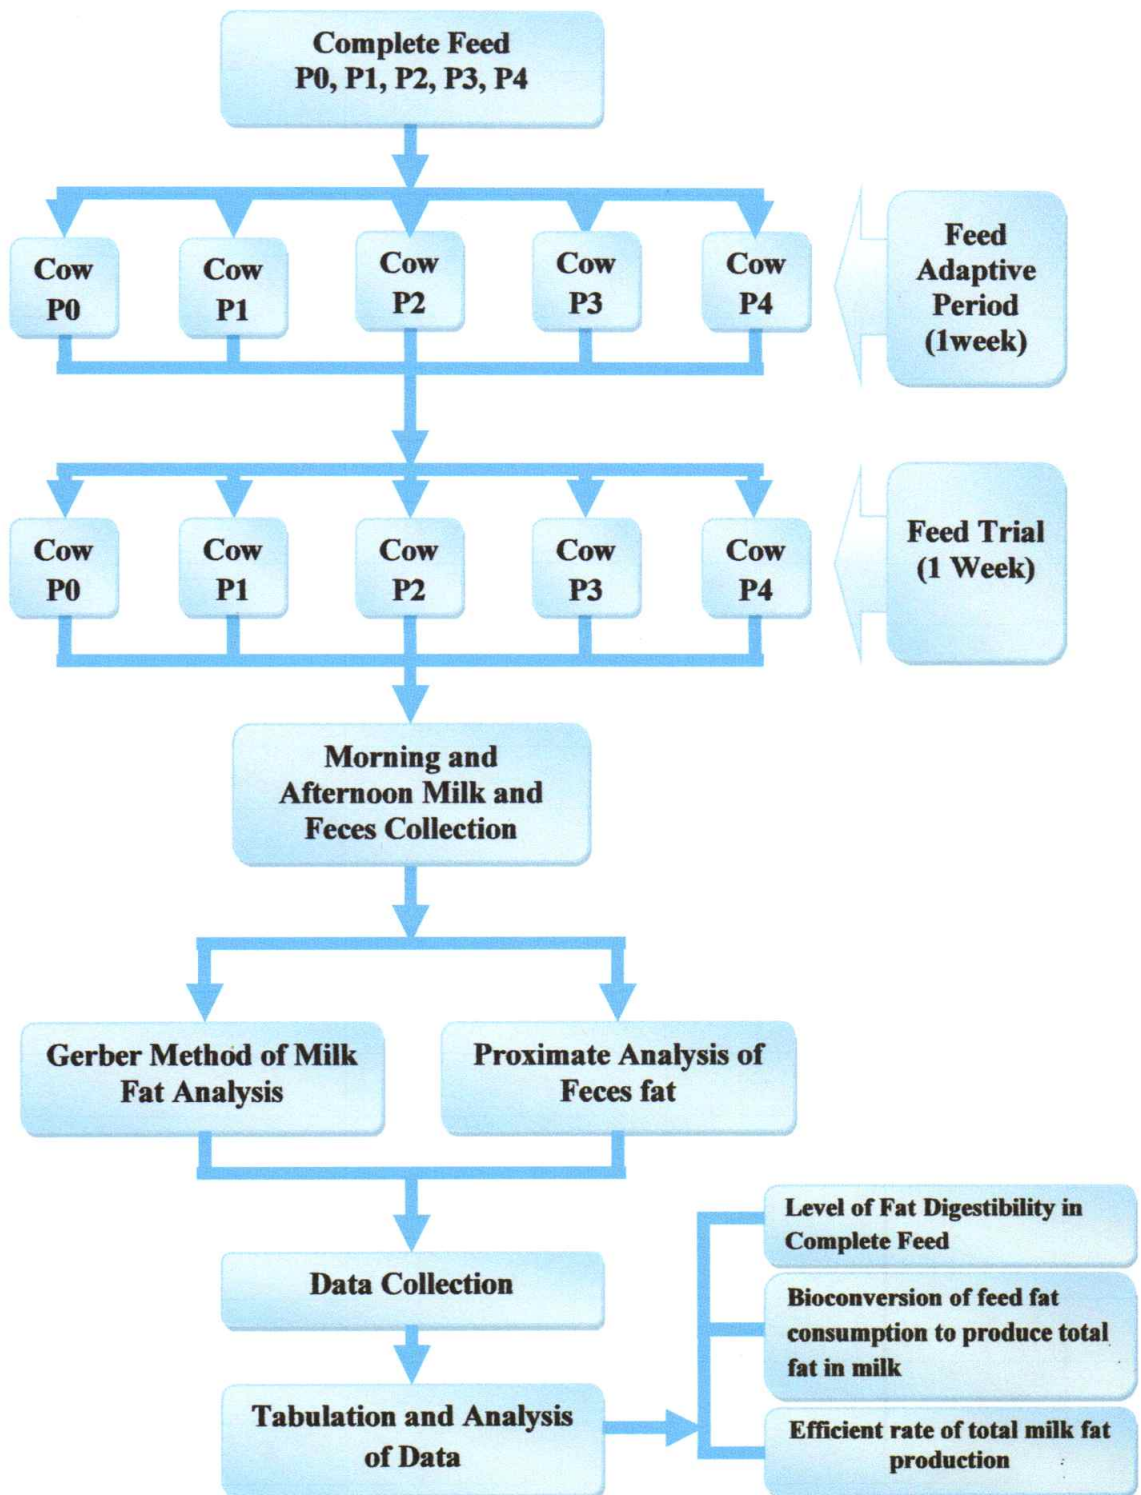 Complete Feed
P0, P1, P2, P3, P4
Cow
P0
Cow
P1
Cow
P2
Cow
P3
Cow
P4
Feed
Adaptive
Period
(1week)
Cow
P0
Cow
P1
Cow
P2
Cow
P3
Cow
P4
Feed Trial
(1 Week)
Morning and
Afternoon Milk and
Feces Collection
Gerber Method of Milk
Fat Analysis
Proximate Analysis of
Feces fat
Data Collection
Tabulation and Analysis
of Data
Level of Fat Digestibility in
Complete Feed
Bioconversion of feed fat
consumption to produce total
fat in milk
Efficient rate of total milk fat
production